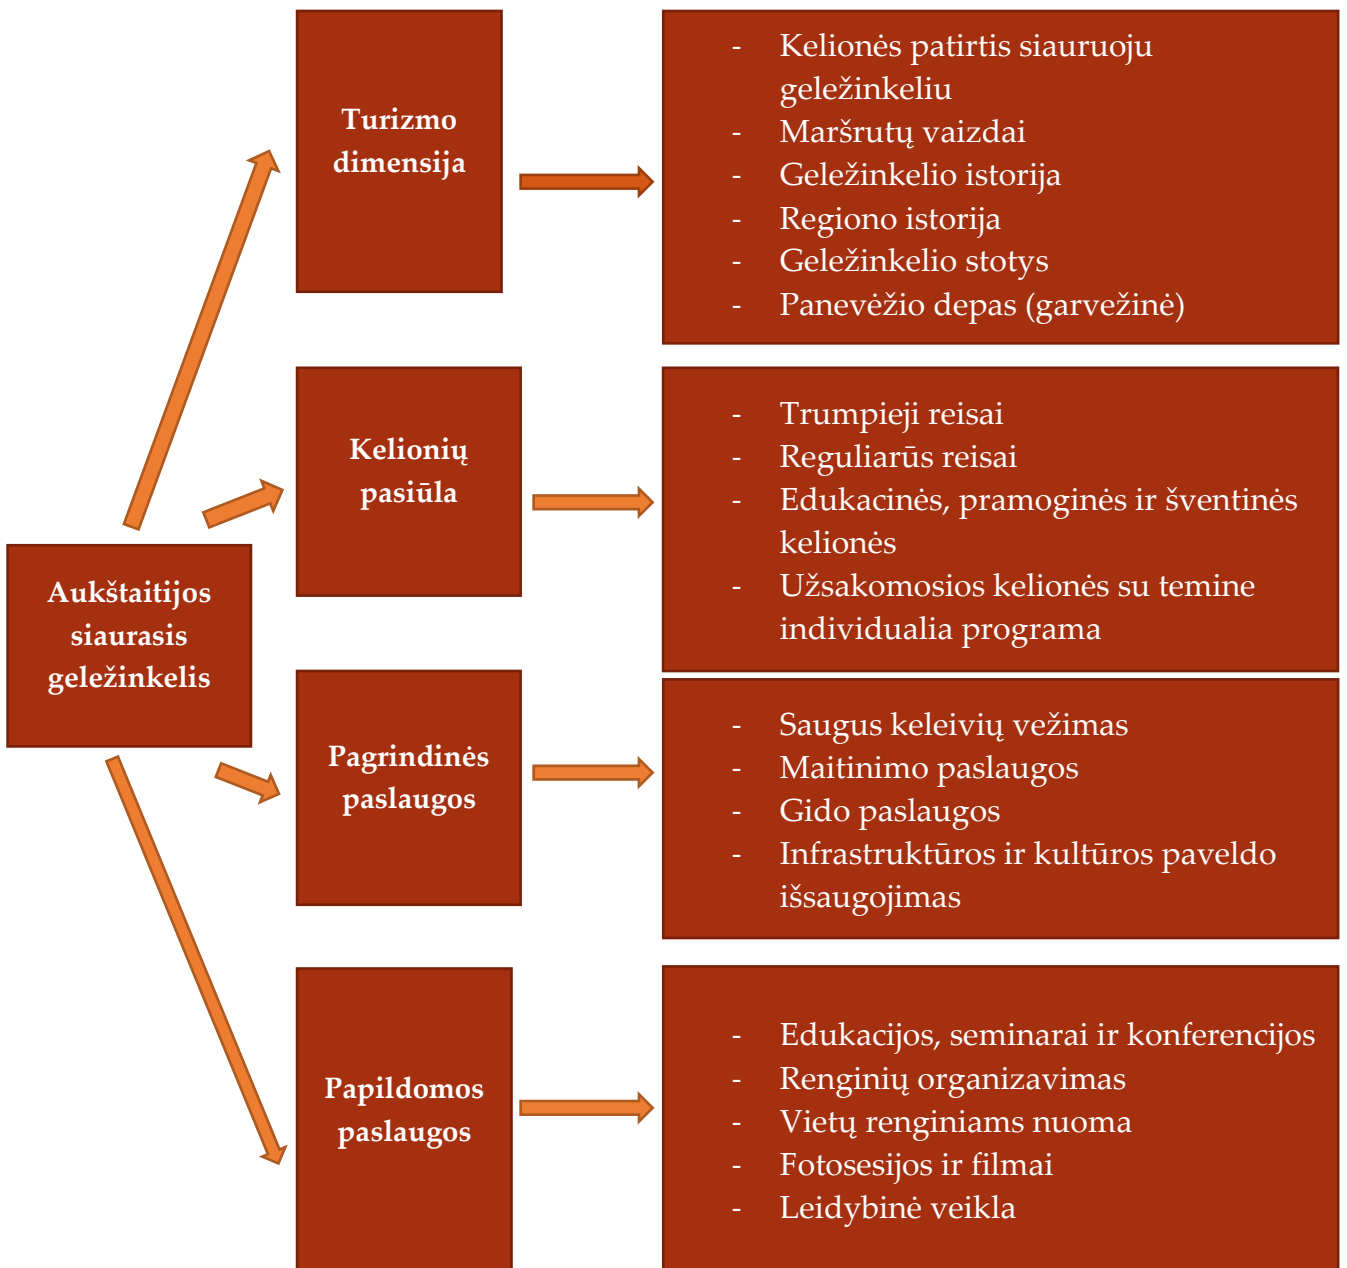 Aukštaitijos
siaurasis
geležinkelis
Turizmo
dimensija
- Kelionės patirtis siauruoju
geležinkeliu
- Maršrutų vaizdai
- Geležinkelio istorija
- Regiono istorija
- Geležinkelio stotys
- Panevėžio depas (garvežinė)
Kelionių
pasiūla
- Trumpieji reisai
- Reguliarūs reisai
- Edukacinės, pramoginės ir šventinės
kelionės
- Užsakomosios kelionės su temine
individualia programa
Pagrindinės
paslaugos
- Saugus keleivių vežimas
- Maitinimo paslaugos
- Gido paslaugos
- Infrastruktūros ir kultūros paveldo
išsaugojimas
Papildomos
paslaugos
- Edukacijos, seminarai ir konferencijos
- Renginių organizavimas
- Vietų renginiams nuoma
- Fotosesijos ir filmai
- Leidybinė veikla